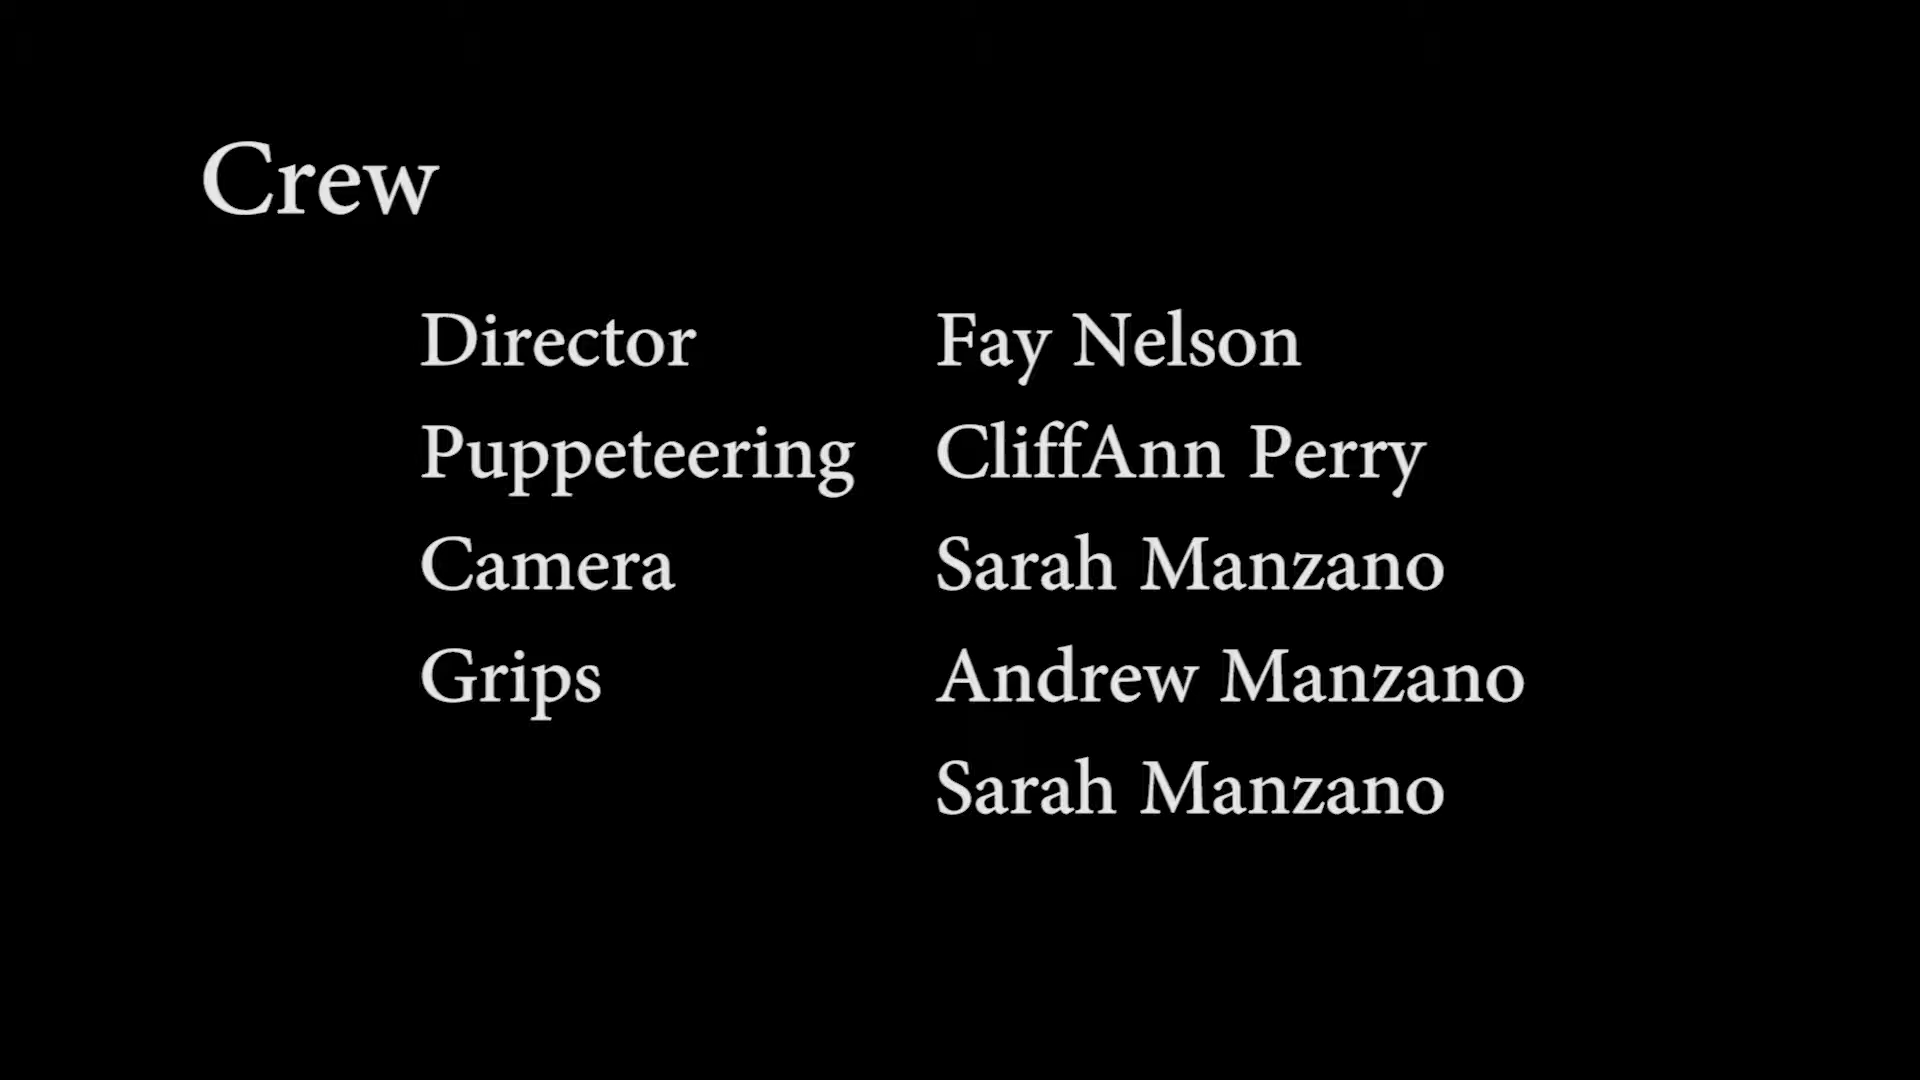 Crew
Director Fay Nelson
Puppeteering CliffAnn Perry
Camera Sarah Manzano
Grips Andrew Manzano
Sarah Manzano